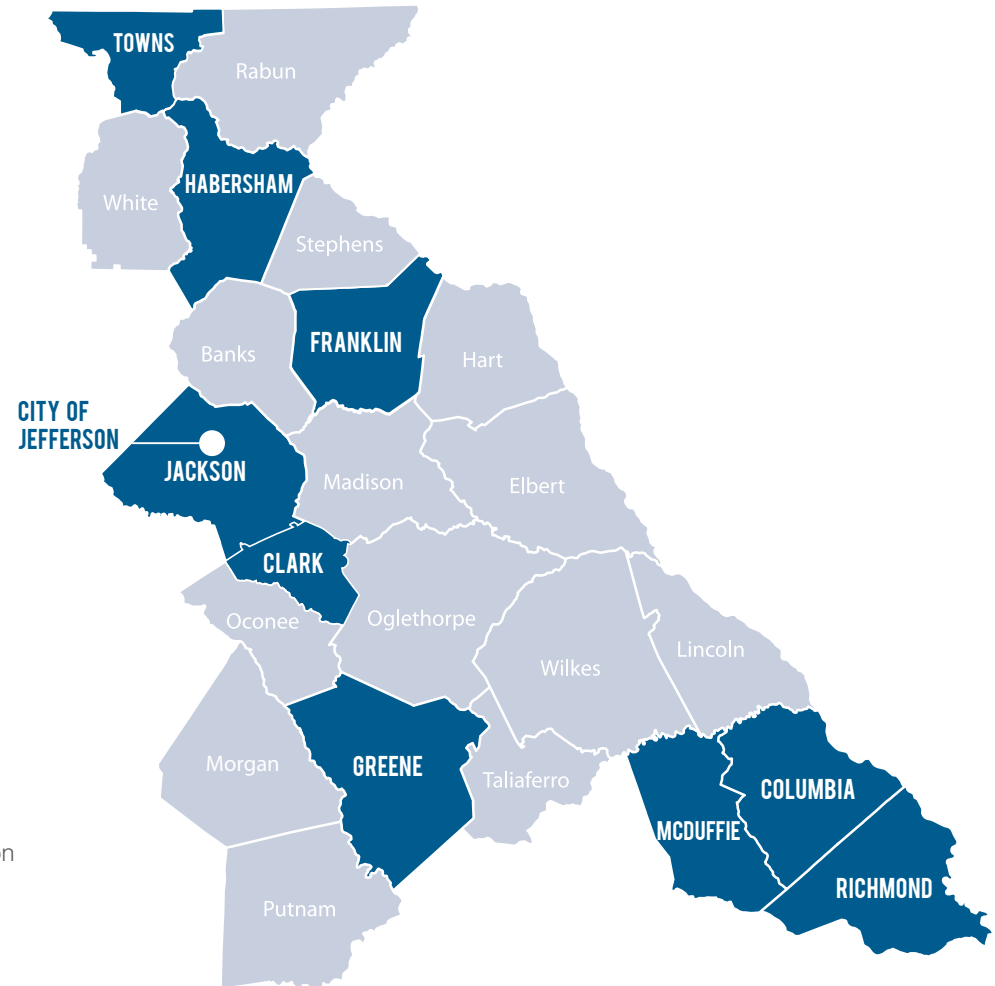 TOWNS
Rabun
HABERSHAM
White
Stephens
FRANKLIN
Banks
Hart
CITY OF
JEFFERSON
JACKSON
Madison
Elbert
CLARK
Oconee
Oglethorpe
Wilkes
Lincoln
Morgan
GREENE
Taliaferro
COLUMBIA
MCDUFFIE
on
RICHMOND
Putnam